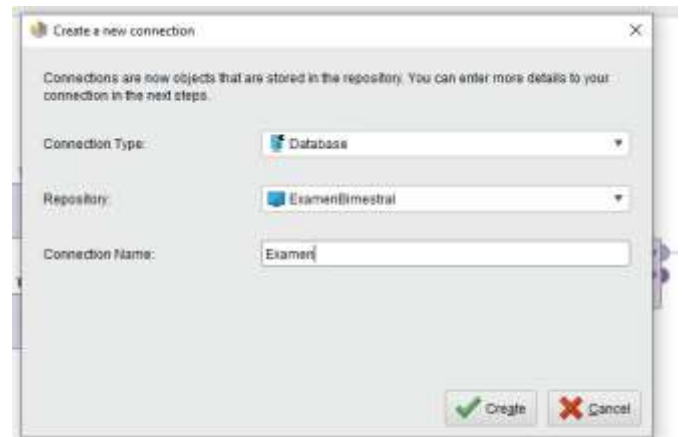 Create a new connection
Connections are now objects that are stored in the repository. You can enter more details to your
connection in the next steps.
Connection Type: Database
Repository: ExamenBimestral
Connection Name: Examen
Create Cancel